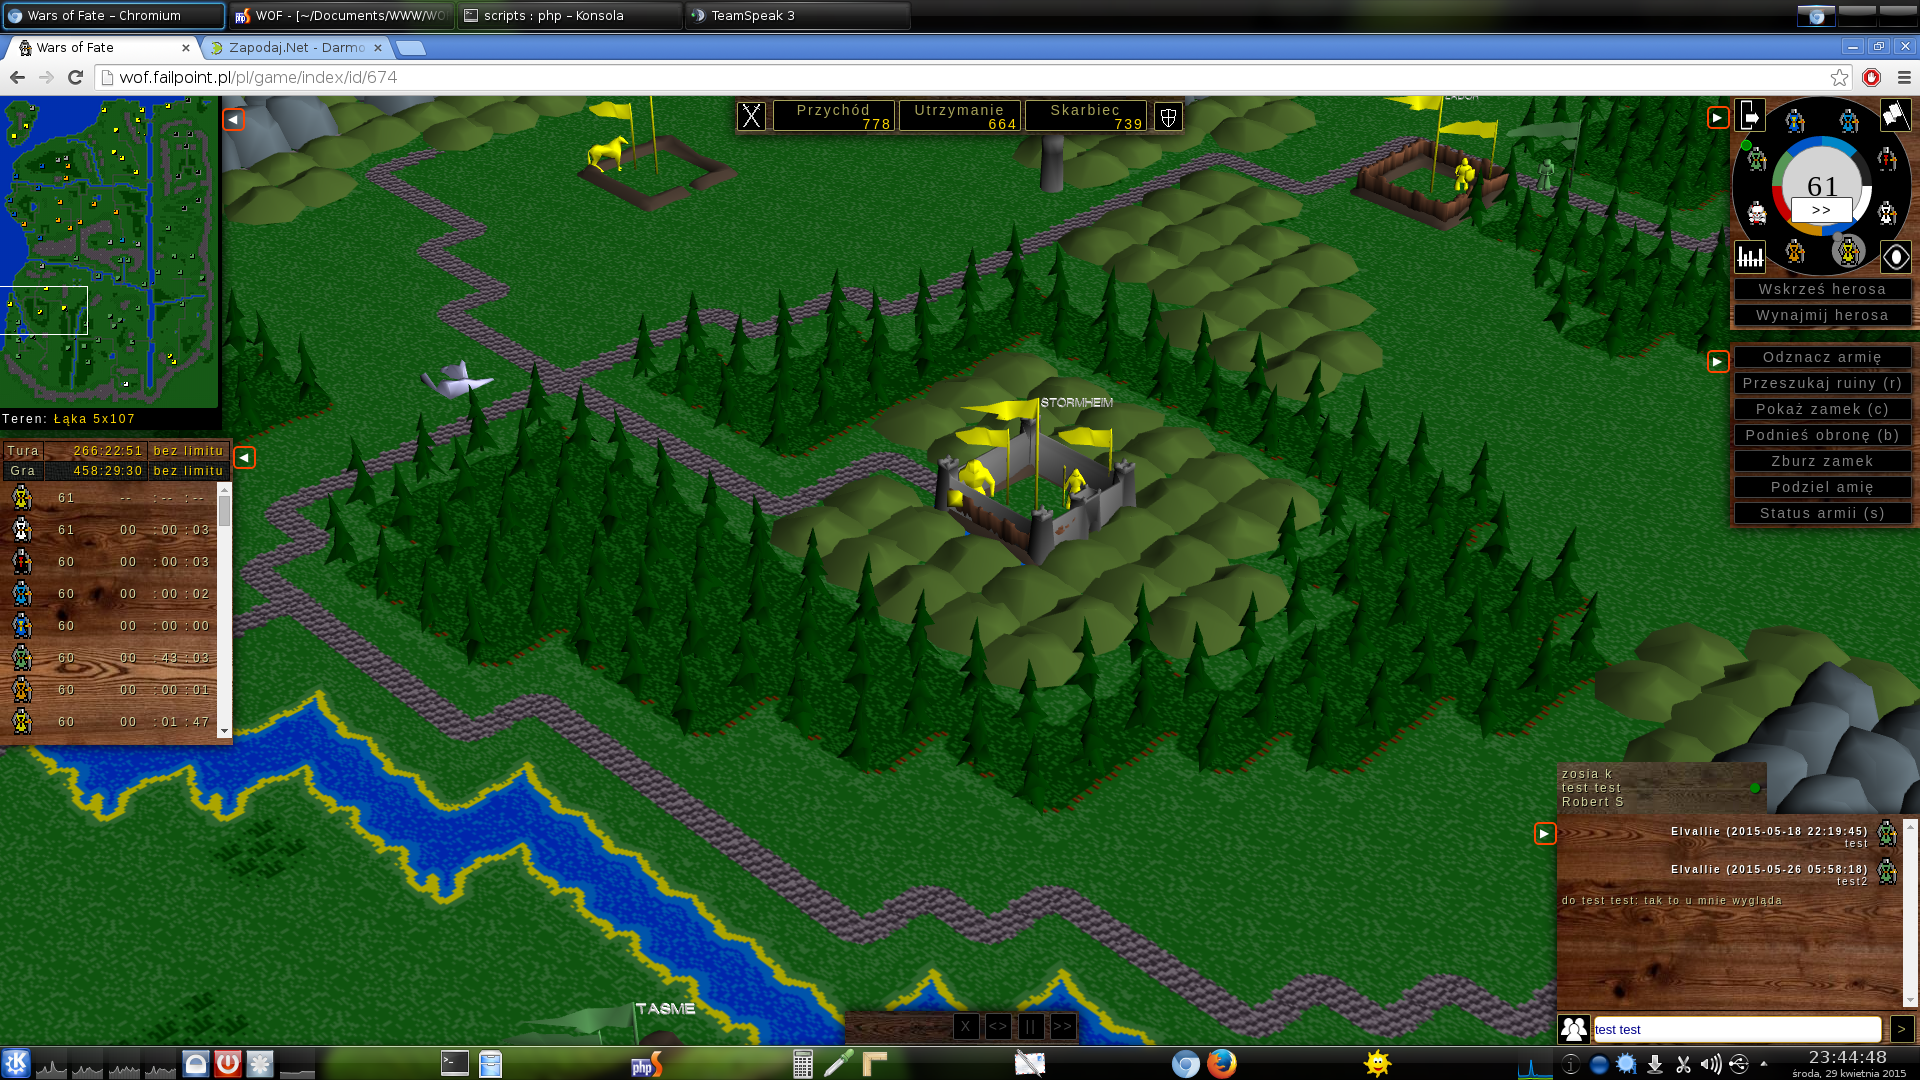 Wars of Fate – Chromium
WOF - [~/Documents/WWW/WOF
scripts : php – Konsola
TeamSpeak 3
Wars of Fate
Zapodaj.Net - Darmo
wof.failpoint.pl/pl/game/index/id/674
Przychód 778
Utrzymanie 664
Skarbiec 739
61
>>
Wskrześ herosa
Wynajmij herosa
Odznacz armię
Przeszukaj ruiny (r)
Pokaż zamek (c)
Podnieś obronę (b)
Zburz zamek
Podziel amię
Status armii (s)
STORMHEIM
Teren: Łąka 5x107
Tura 266:22:51 bez limitu
Gra 458:29:30 bez limitu
61 -- : -- : --
61 00 : 00 : 03
60 00 : 00 : 03
60 00 : 00 : 02
60 00 : 00 : 00
60 00 : 43 : 03
60 00 : 00 : 01
60 00 : 01 : 47
zosia k
test test
Robert S
Elvallie (2015-05-18 22:19:45)
test
Elvallie (2015-05-26 05:58:18)
test2
do test test: tak to u mnie wygląda
TASME
X <> || >>
test test
>
php
23:44:48
środa, 29 kwietnia 2015